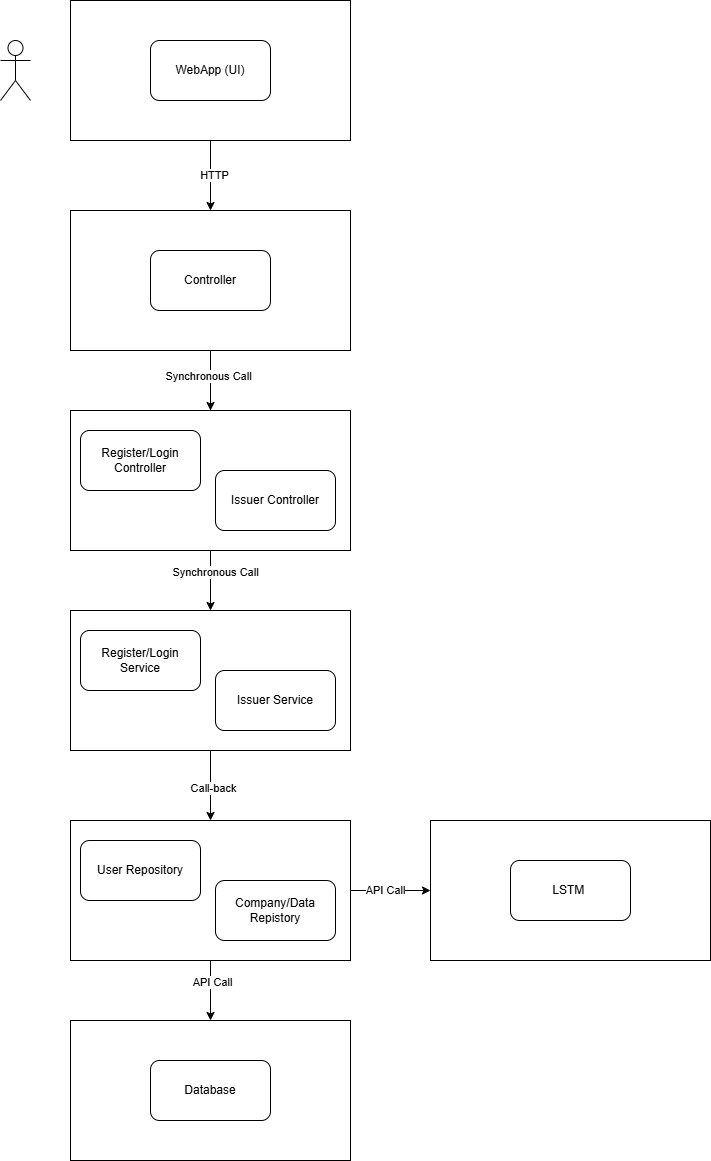 WebApp (UI)
HTTP
Controller
Synchronous Call
Register/Login
Controller
Issuer Controller
Synchronous Call
Register/Login
Service
Issuer Service
Call-back
User Repository
Company/Data
Repistory
API Call
LSTM
API Call
Database